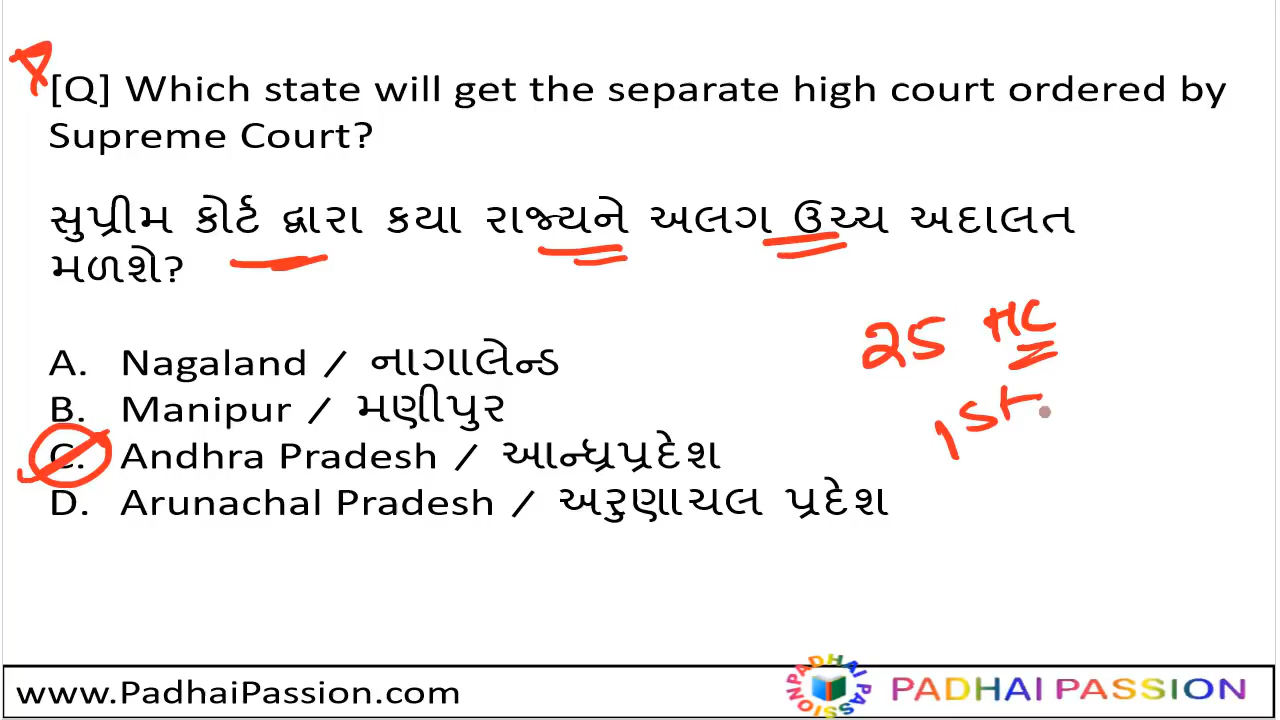 [Q] Which state will get the separate high court ordered by
Supreme Court?
સુપ્રીમ કોર્ટ દ્વારા કયા રાજ્યને અલગ ઉચ્ચ અદાલત
મળશે?
25 HC
A. Nagaland / નાગાલેન્ડ
1st
B. Manipur / મણીપુર
C. Andhra Pradesh / આન્ધ્રપ્રદેશ
D. Arunachal Pradesh / અરુણાચલ પ્રદેશ
www.PadhaiPassion.com
PADHAI PASSION
PADHAI PASSION